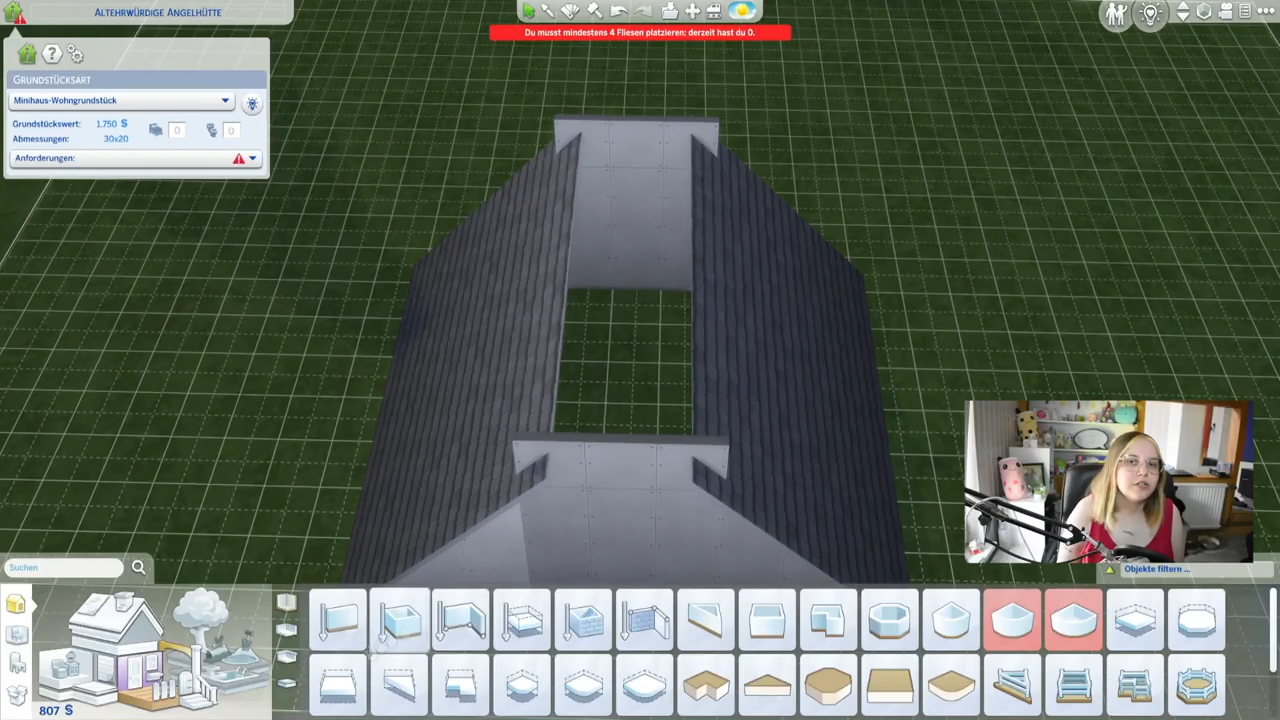 ALTEHRWÜRDIGE ANGELHÜTTE
Du musst mindestens 4 Fliesen platzieren; derzeit hast du 0.
GRUNDSTÜCKSART
Minihaus-Wohngrundstück
Grundstückswert: 1.750 $ 0 0
Abmessungen: 30x20
Anforderungen:
Suchen
Objekte filtern ...
807 $